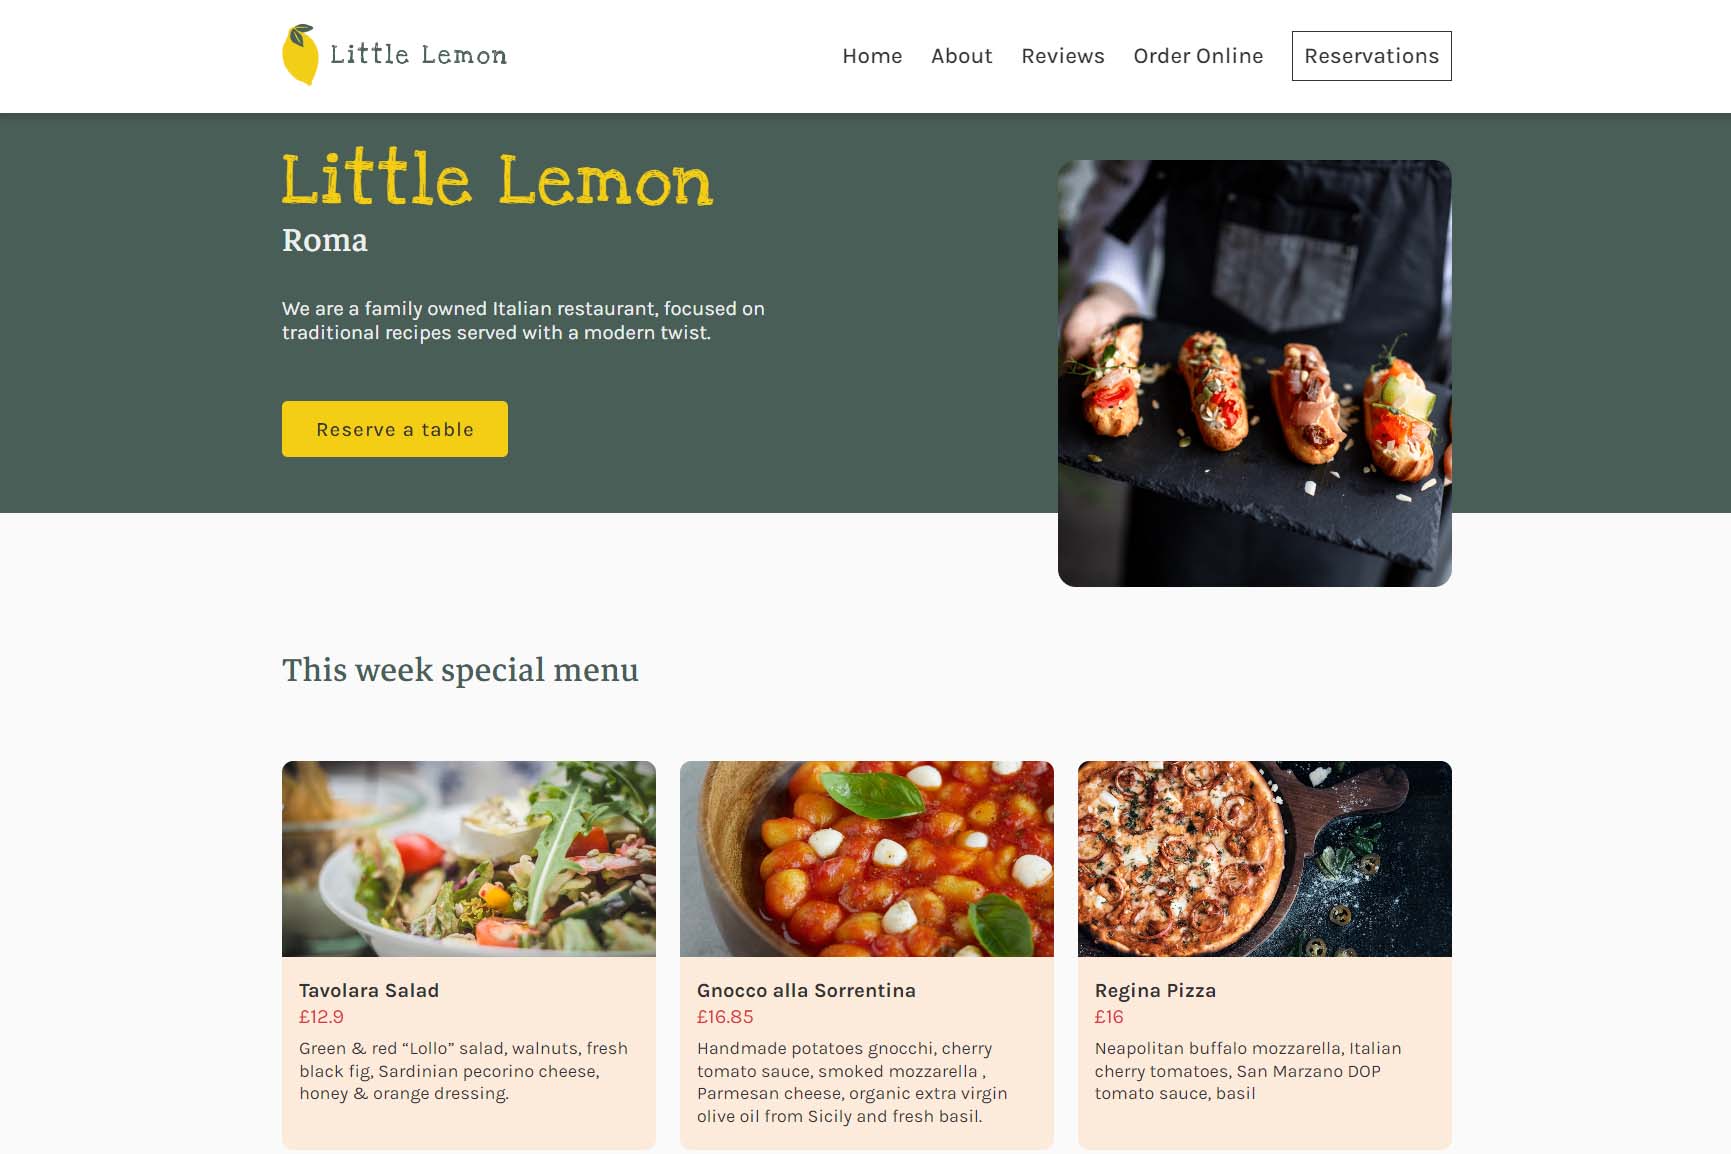 Little Lemon
Home
About
Reviews
Order Online
Reservations
Little Lemon
Roma
We are a family owned Italian restaurant, focused on
traditional recipes served with a modern twist.
Reserve a table
This week special menu
Tavolara Salad
£12.9
Green & red “Lollo” salad, walnuts, fresh
black fig, Sardinian pecorino cheese,
honey & orange dressing.
Gnocco alla Sorrentina
£16.85
Handmade potatoes gnocchi, cherry
tomato sauce, smoked mozzarella ,
Parmesan cheese, organic extra virgin
olive oil from Sicily and fresh basil.
Regina Pizza
£16
Neapolitan buffalo mozzarella, Italian
cherry tomatoes, San Marzano DOP
tomato sauce, basil